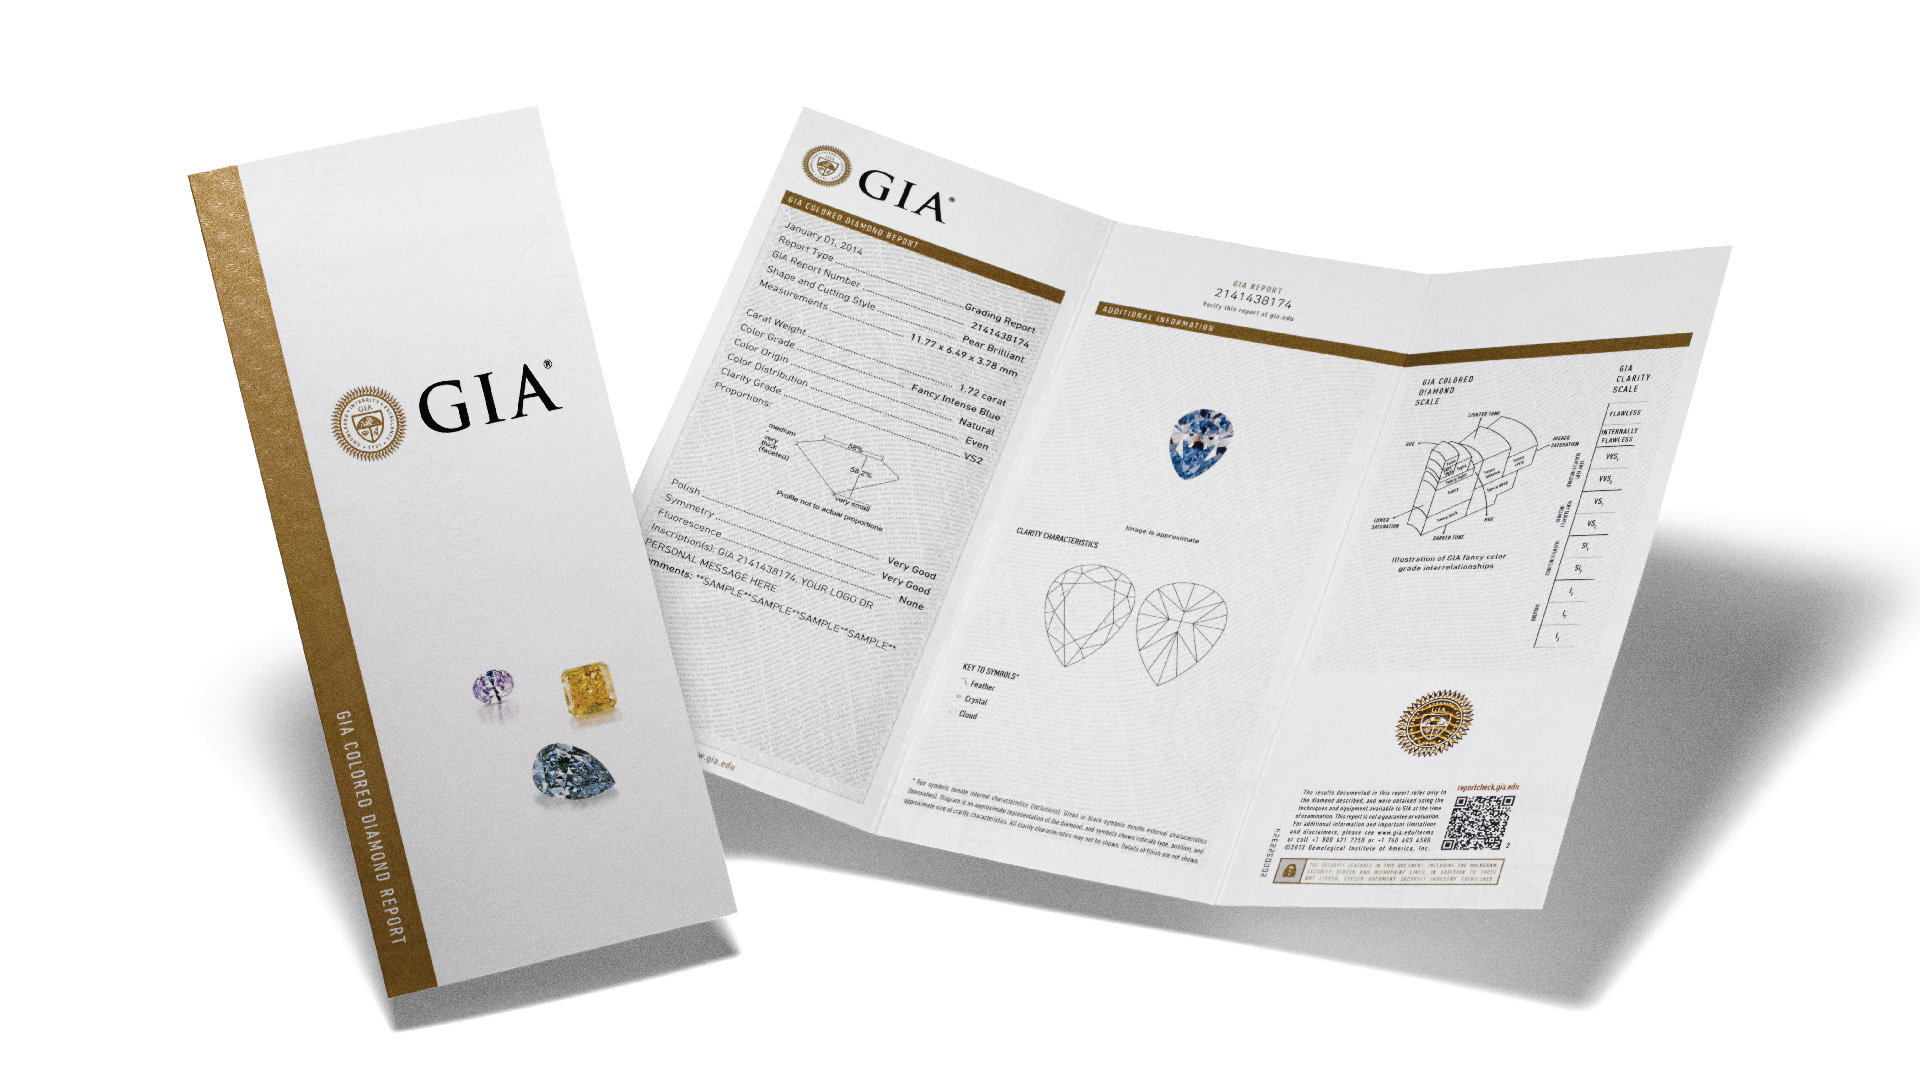 GIA®
GIA COLORED DIAMOND REPORT
GIA®
GIA COLORED DIAMOND REPORT
January 01, 2014
Report Type Grading Report
GIA Report Number 2141438174
Shape and Cutting Style Pear Brilliant
Measurements 11.77 x 6.49 x 3.78 mm
Carat Weight 1.72 carat
Color Grade Fancy Intense Blue
Color Origin Natural
Color Distribution Even
Clarity Grade VS2
Proportions:
medium
-
very
thick
(faceted)
58%
58.2%
very small
Profile not to actual proportions
Polish Very Good
Symmetry Very Good
Fluorescence None
Inscription(s): GIA 2141438174, YOUR LOGO OR
PERSONAL MESSAGE HERE
mments: **SAMPLE**SAMPLE**SAMPLE**SAMPLE**
w.gia.edu
GIA REPORT
2141438174
Verify this report at gia.edu
ADDITIONAL INFORMATION
Image is approximate
CLARITY CHARACTERISTICS
KEY TO SYMBOLS*
Feather
Crystal
Cloud
* Red symbols denote internal characteristics (inclusions). Green or black symbols denote external characteristics
(blemishes). Diagram is an approximate representation of the diamond, and symbols shown indicate type, position, and
approximate size of clarity characteristics. All clarity characteristics may not be shown. Details of finish are not shown.
GIA COLORED
DIAMOND
SCALE
LIGHTER TONE
HIGHER
SATURATION
HUE
LOWER
SATURATION
HUE
DARKER TONE
Illustration of GIA fancy color
grade interrelationships
GIA
CLARITY
SCALE
FLAWLESS
INTERNALLY
FLAWLESS
VVS1
VVS2
VS1
VS2
SI1
SI2
I1
I2
I3
The results documented in this report refer only to
the diamond described, and were obtained using the
techniques and equipment available to GIA at the time
of examination. This report is not a guarantee or valuation.
For additional information and important limitations
and disclaimers, please see www.gia.edu/terms
or call +1 800 421 7250 or +1 760 603 4500.
©2013 Gemological Institute of America, Inc.
reportcheck.gia.edu
2
THE SECURITY FEATURES IN THIS DOCUMENT, INCLUDING THE HOLOGRAM,
SECURITY SCREEN AND MICROPRINT LINES, IN ADDITION TO THOSE
NOT LISTED, EXCEED DOCUMENT SECURITY INDUSTRY GUIDELINES.